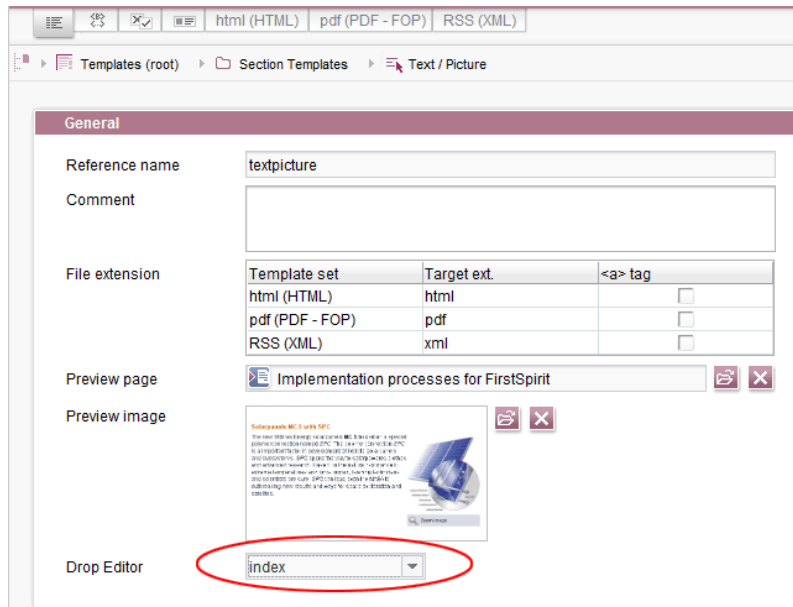 html (HTML) pdf (PDF - FOP) RSS (XML)
Templates (root) Section Templates Text / Picture
General
Reference name textpicture
Comment
File extension Template set Target ext. <a> tag
html (HTML) html
pdf (PDF - FOP) pdf
RSS (XML) xml
Preview page Implementation processes for FirstSpirit
Preview image
Solarpanels MC-3 with SPC
Drop Editor index